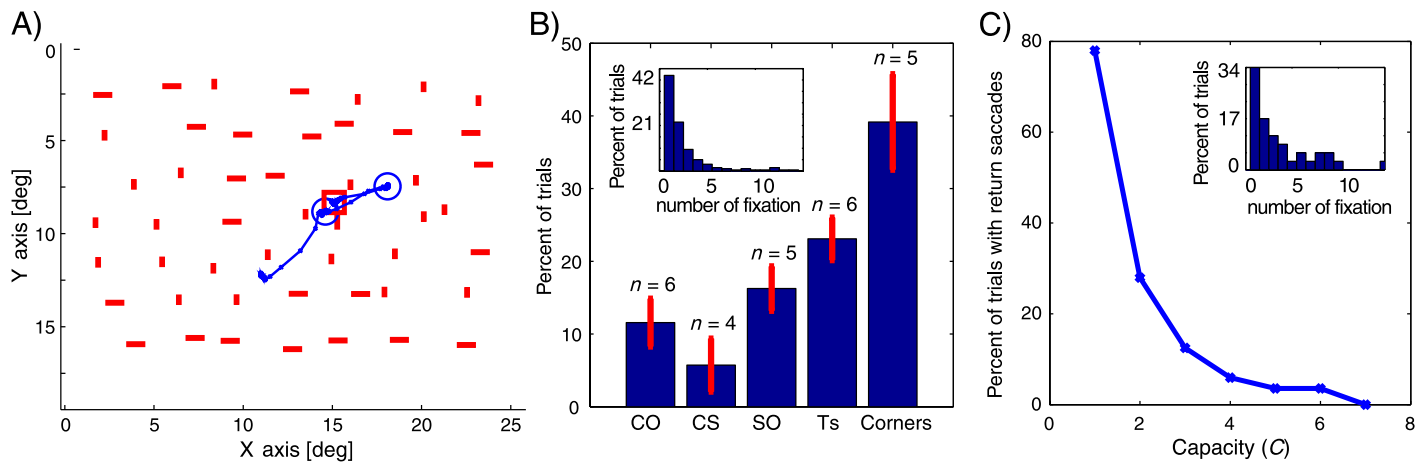 A)
0
5
10
15
Y axis [deg]
0
5
10
15
20
25
X axis [deg]
B)
50
40
30
20
10
0
Percent of trials
n = 6
n = 4
n = 5
n = 6
n = 5
CO
CS
SO
Ts
Corners
42
21
Percent of trials
5
10
number of fixation
C)
80
60
40
20
0
Percent of trials with return saccades
0
2
4
6
8
Capacity (C)
34
17
0
Percent of trials
0
5
10
number of fixation